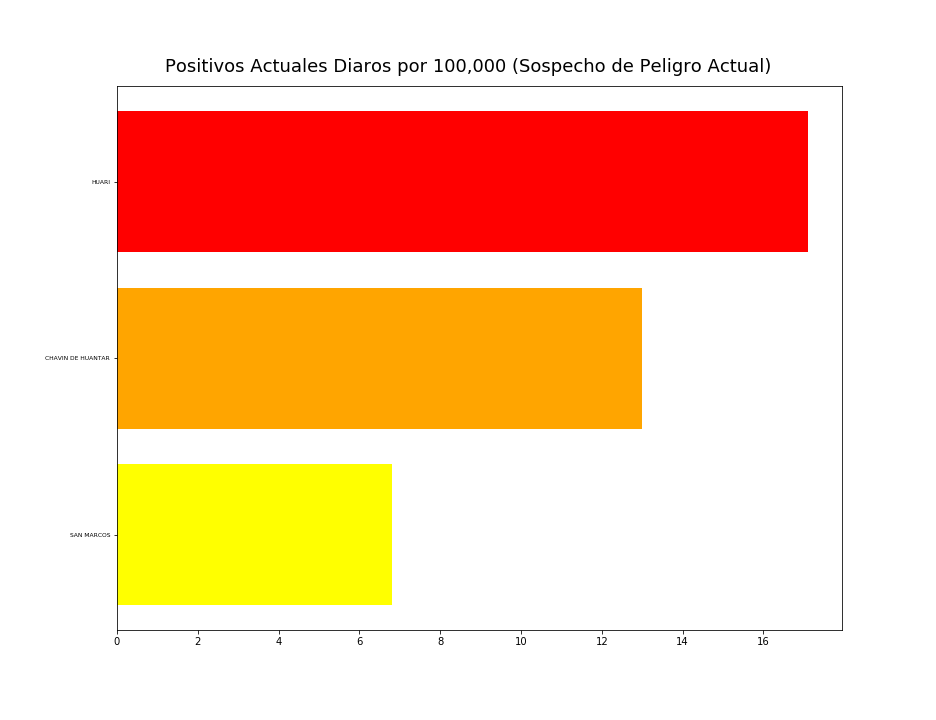 Positivos Actuales Diaros por 100,000 (Sospecho de Peligro Actual)
HUARI
CHAVIN DE HUANTAR
SAN MARCOS
0 2 4 6 8 10 12 14 16